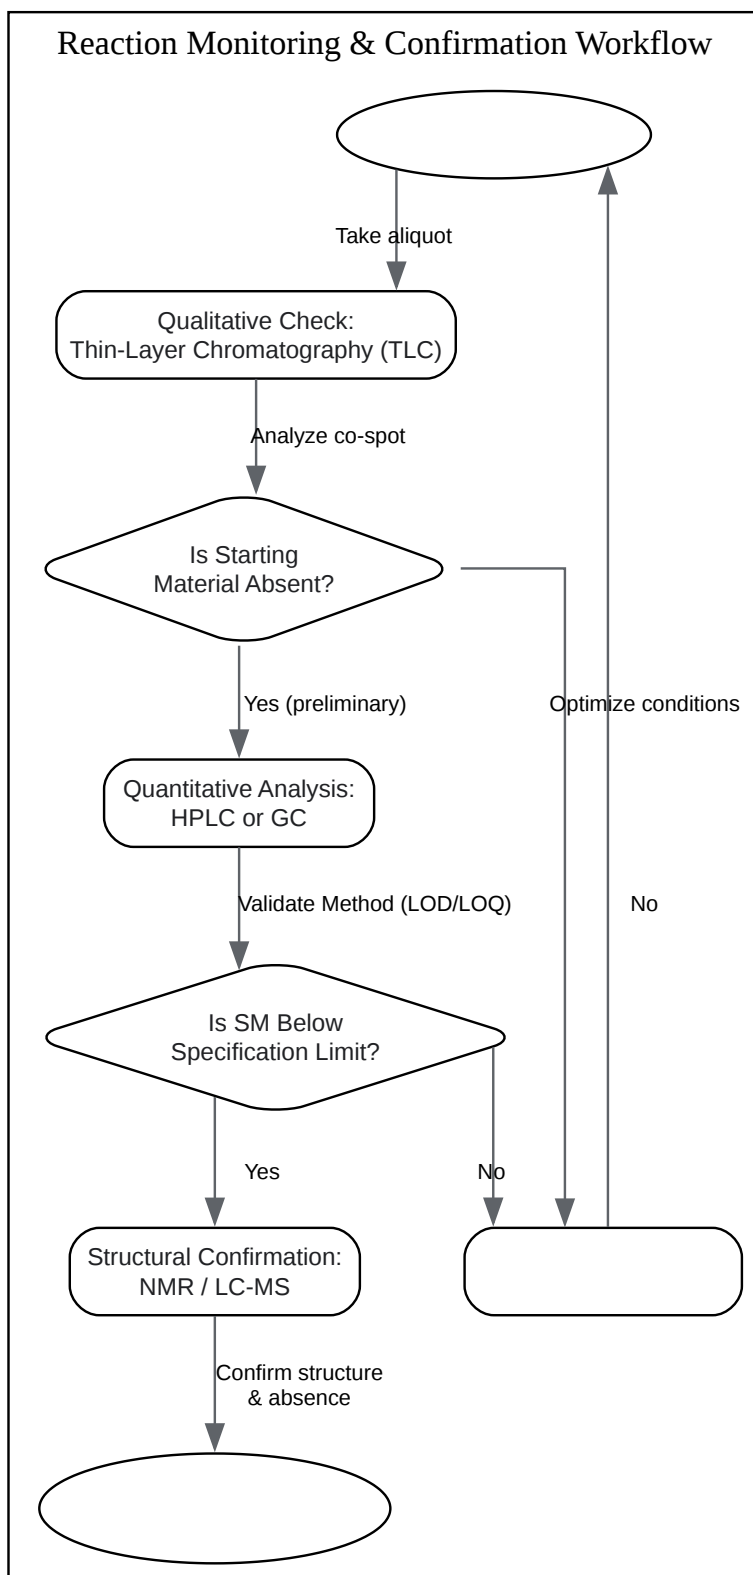 Reaction Monitoring & Confirmation Workflow
Take aliquot
Qualitative Check:
Thin-Layer Chromatography (TLC)
Analyze co-spot
Is Starting
Material Absent?
Yes (preliminary)
Optimize conditions
Quantitative Analysis:
HPLC or GC
Validate Method (LOD/LOQ)
No
Is SM Below
Specification Limit?
Yes
No
Structural Confirmation:
NMR / LC-MS
Confirm structure
& absence